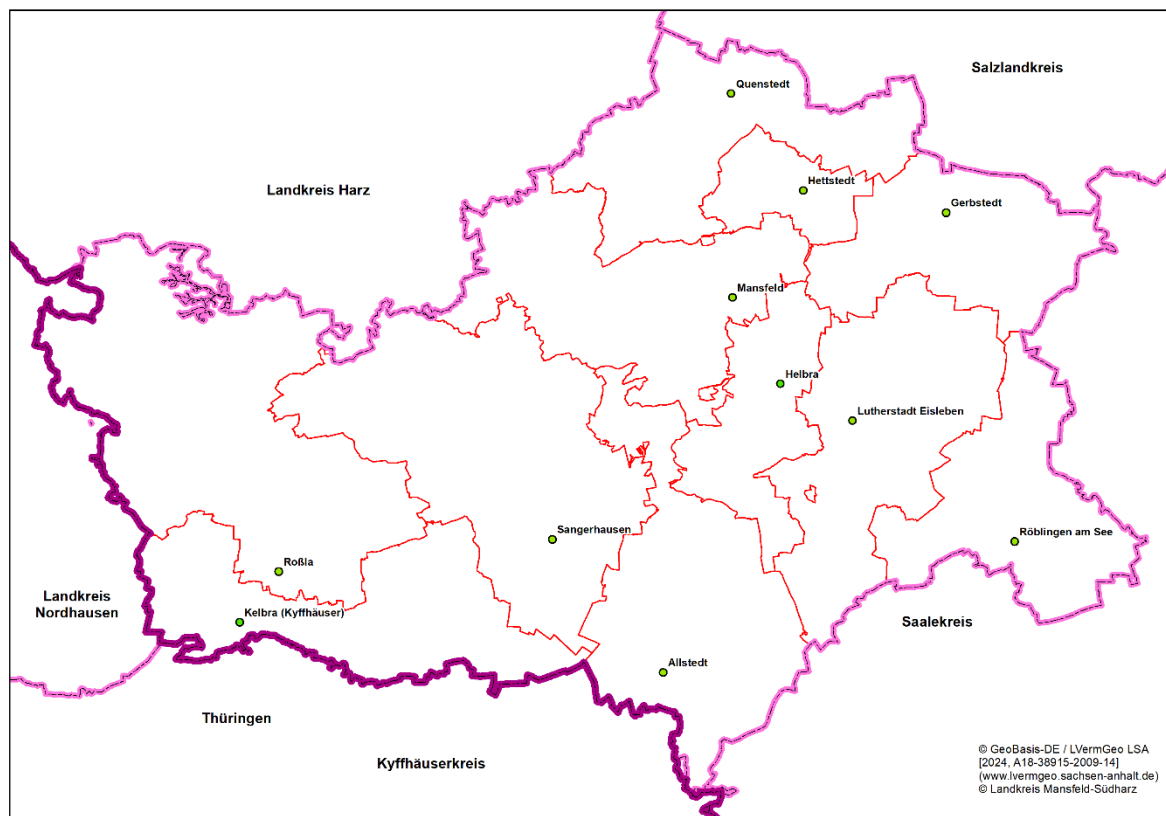 Salzlandkreis
Quenstedt
Landkreis Harz
Hettstedt
Gerbstedt
Mansfeld
Helbra
Lutherstadt Eisleben
Sangerhausen
Röblingen am See
Roßla
Landkreis
Nordhausen
Kelbra (Kyffhäuser)
Saalekreis
Allstedt
Thüringen
Kyffhäuserkreis
© GeoBasis-DE / LVermGeo LSA
[2024, A18-38915-2009-14]
(www.lvermgeo.sachsen-anhalt.de)
© Landkreis Mansfeld-Südharz